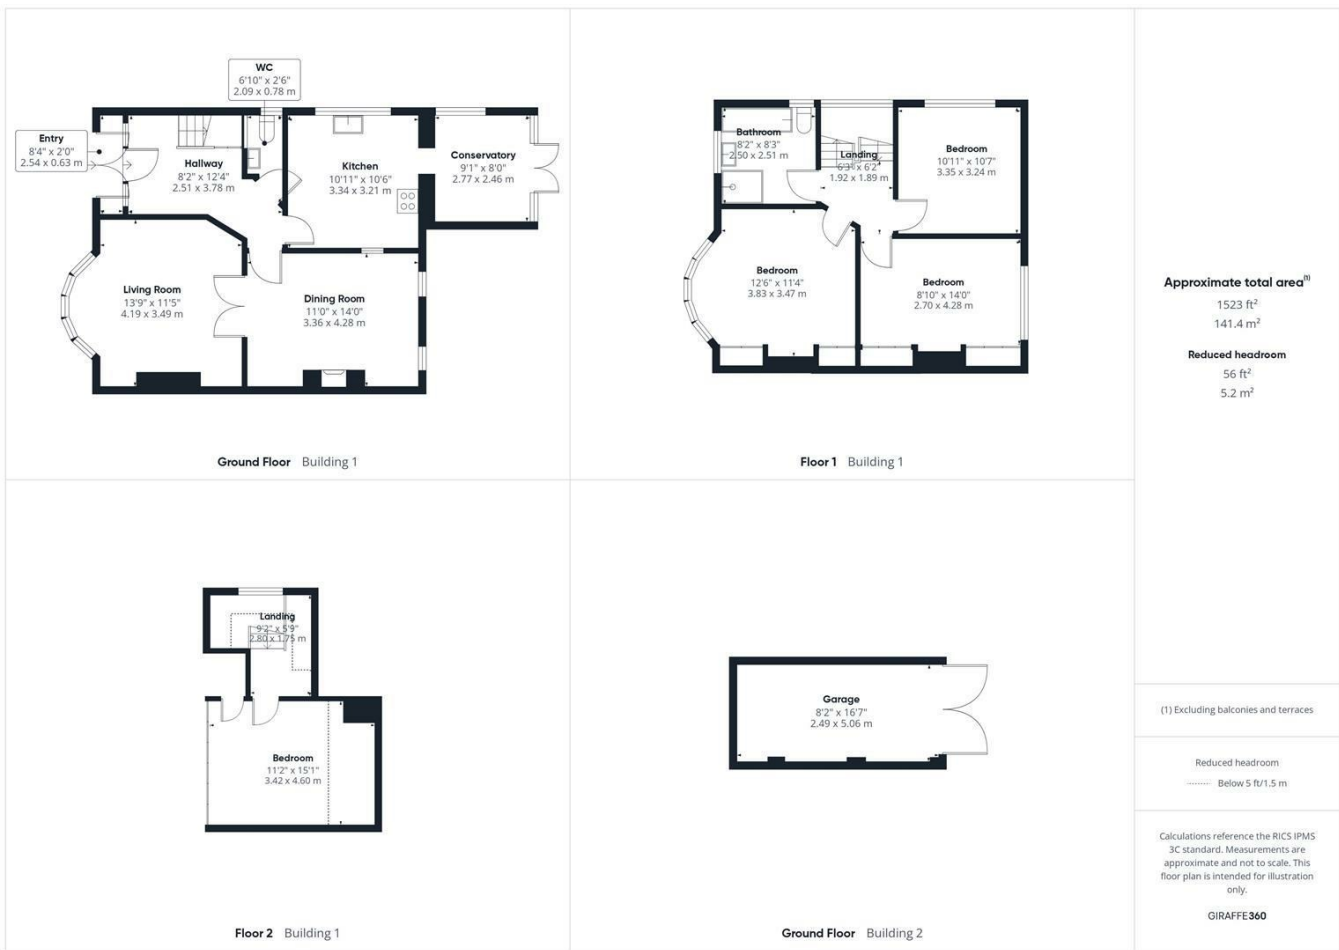 WC
6'10" x 2'6"
2.09 x 0.78 m
Entry
8'4" x 2'0"
2.54 x 0.63 m
Hallway
8'2" x 12'4"
2.51 x 3.78 m
Kitchen
10'11" x 10'6"
3.34 x 3.21 m
Conservatory
9'1" x 8'0"
2.77 x 2.46 m
Living Room
13'9" x 11'5"
4.19 x 3.49 m
Dining Room
11'0" x 14'0"
3.36 x 4.28 m
Ground Floor Building 1
Bathroom
8'2" x 8'3"
2.50 x 2.51 m
Landing
6'3" x 6'2"
1.92 x 1.89 m
Bedroom
10'11" x 10'7"
3.35 x 3.24 m
Bedroom
12'6" x 11'4"
3.83 x 3.47 m
Bedroom
8'10" x 14'0"
2.70 x 4.28 m
Floor 1 Building 1
Landing
9'2" x 5'9"
2.80 x 1.75 m
Bedroom
11'2" x 15'1"
3.42 x 4.60 m
Floor 2 Building 1
Garage
8'2" x 16'7"
2.49 x 5.06 m
Ground Floor Building 2
Approximate total area(1)
1523 ft²
141.4 m²
Reduced headroom
56 ft²
5.2 m²
(1) Excluding balconies and terraces
Reduced headroom
Below 5 ft/1.5 m
Calculations reference the RICS IPMS
3C standard. Measurements are
approximate and not to scale. This
floor plan is intended for illustration
only.
GIRAFFE360